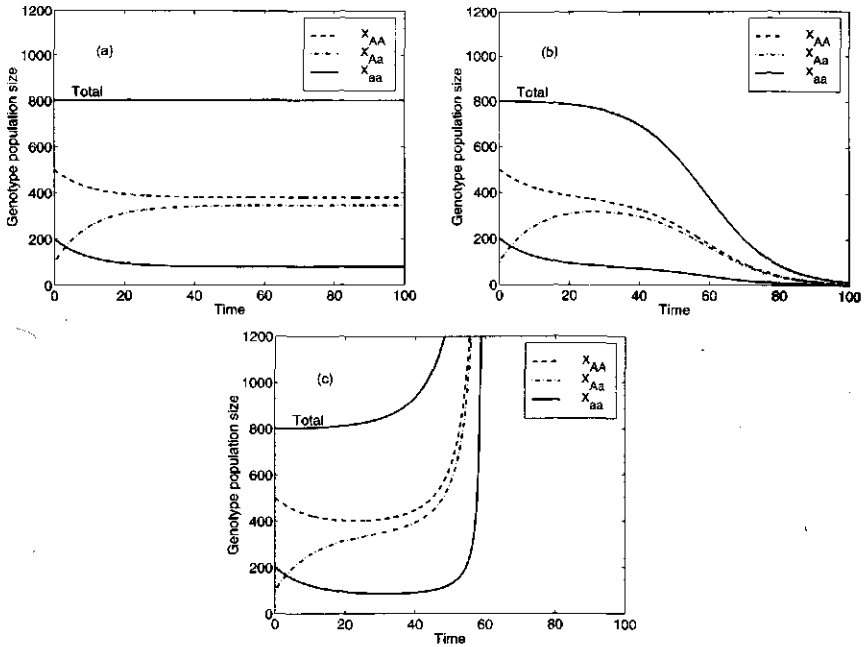 (a)
X_AA
X_Aa
X_aa
Total
Genotype population size
1200
1000
800
600
400
200
0
0 20 40 60 80 100
Time
(b)
X_AA
X_Aa
X_aa
Total
Genotype population size
1200
1000
800
600
400
200
0
0 20 40 60 80 100
Time
(c)
X_AA
X_Aa
X_aa
Total
Genotype population size
1200
1000
800
600
400
200
0
0 20 40 60 80 100
Time